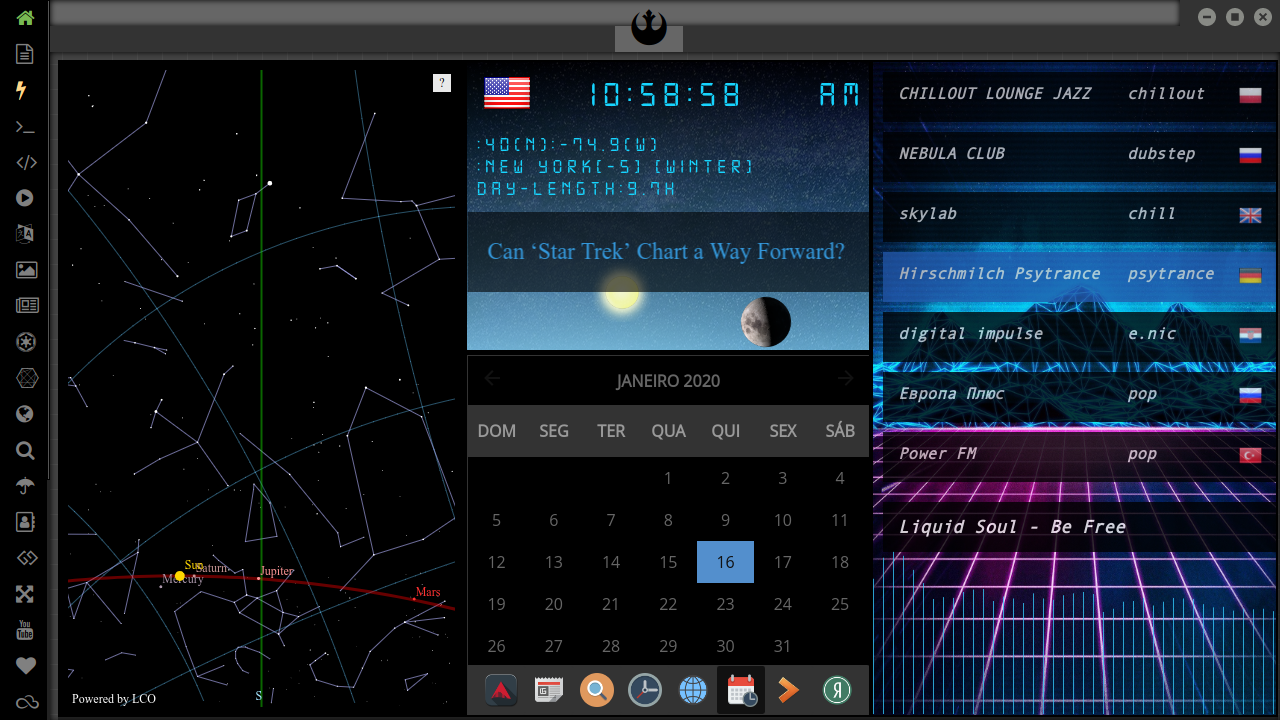 ?
Sun
Saturn
Mercury
Jupiter
Mars
Powered by LCO
S
10:58:58 AM
:40(N):-74.9(W)
:NEW YORK[-5] [WINTER]
DAY-LENGTH:9.7H
Can ‘Star Trek’ Chart a Way Forward?
JANEIRO 2020
DOM SEG TER QUA QUI SEX SÁB
1 2 3 4
5 6 7 8 9 10 11
12 13 14 15 16 17 18
19 20 21 22 23 24 25
26 27 28 29 30 31
CHILLOUT LOUNGE JAZZ chillout
NEBULA CLUB dubstep
skylab chill
Hirschmilch Psytrance psytrance
digital impulse e.nic
Европа Плюс pop
Power FM pop
Liquid Soul - Be Free
You
Tube
Я